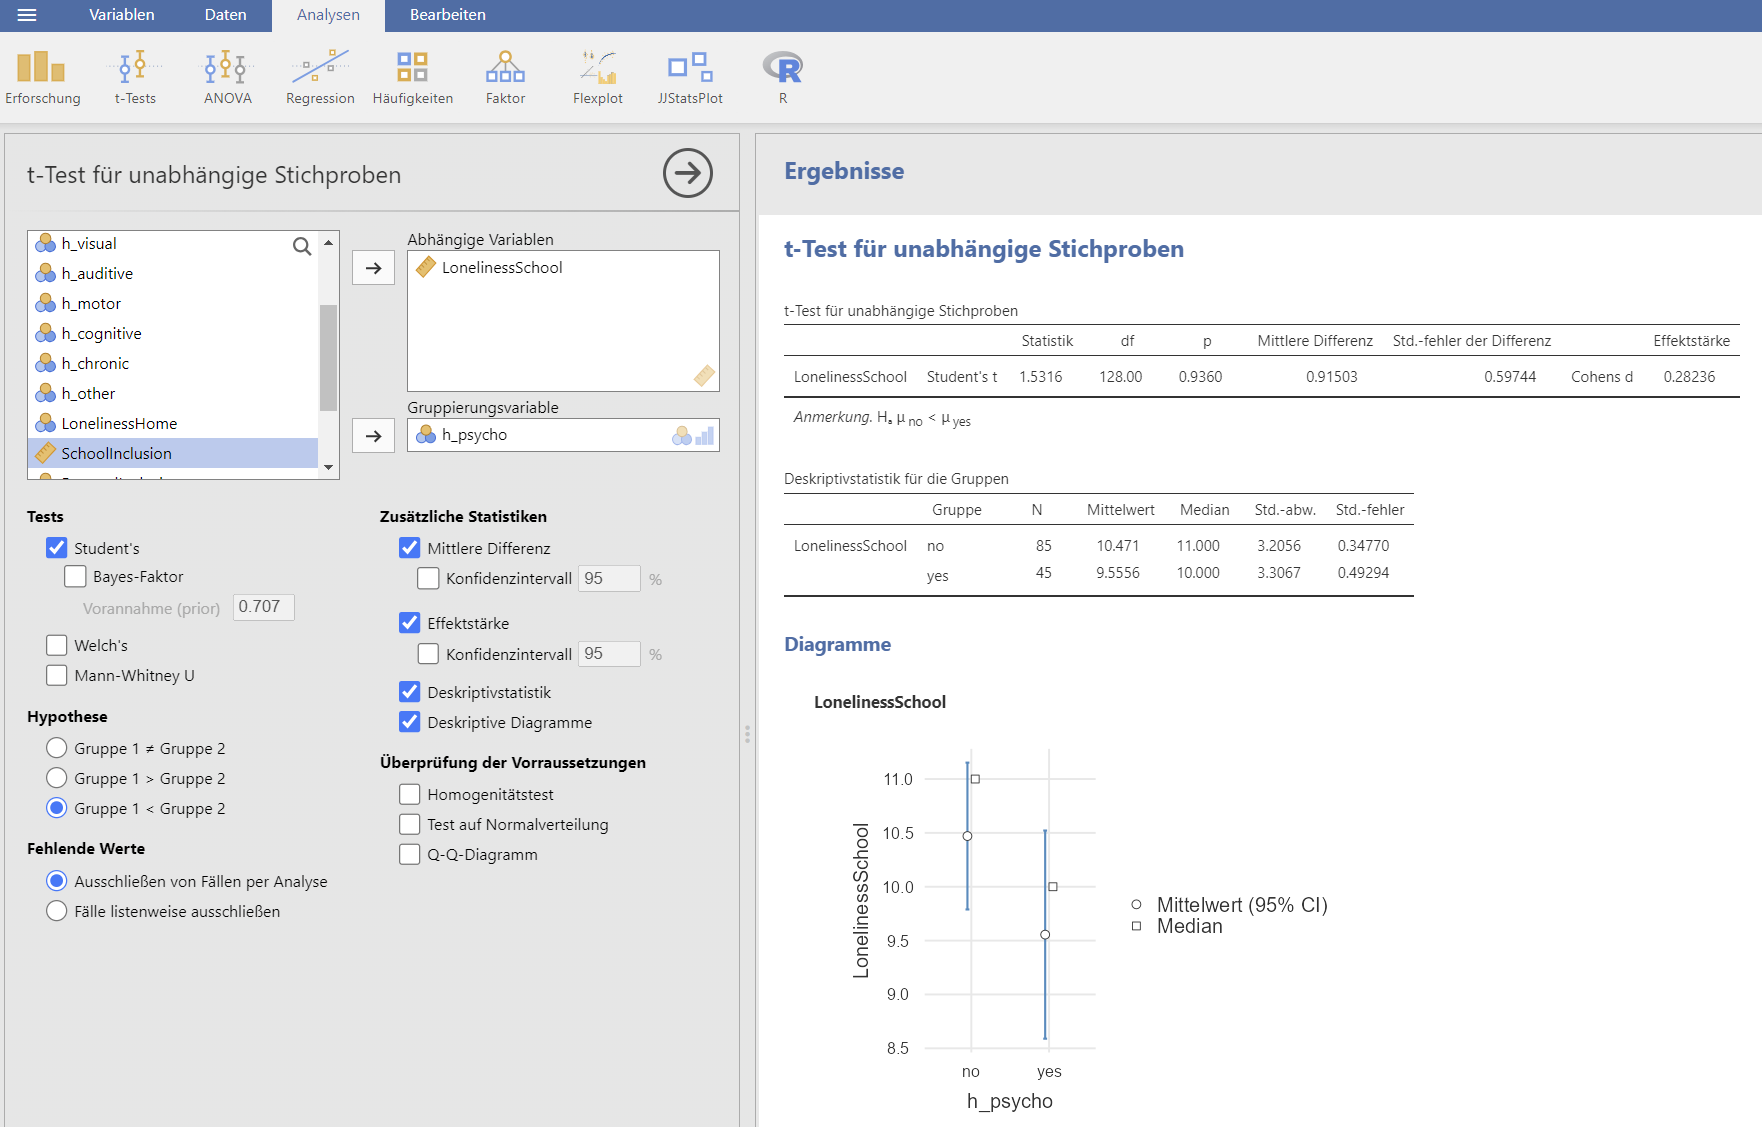 Variablen Daten Analysen Bearbeiten
Erforschung t-Tests ANOVA Regression Häufigkeiten Faktor Flexplot JJStatsPlot R
t-Test für unabhängige Stichproben
h_visual
h_auditive
h_motor
h_cognitive
h_chronic
h_other
LonelinessHome
SchoolInclusion
Abhängige Variablen
LonelinessSchool
Gruppierungsvariable
h_psycho
Tests
Student's
Bayes-Faktor
Vorannahme (prior) 0.707
Welch's
Mann-Whitney U
Hypothese
Gruppe 1 ≠ Gruppe 2
Gruppe 1 > Gruppe 2
Gruppe 1 < Gruppe 2
Fehlende Werte
Ausschließen von Fällen per Analyse
Fälle listenweise ausschließen
Zusätzliche Statistiken
Mittlere Differenz
Konfidenzintervall 95 %
Effektstärke
Konfidenzintervall 95 %
Deskriptivstatistik
Deskriptive Diagramme
Überprüfung der Vorraussetzungen
Homogenitätstest
Test auf Normalverteilung
Q-Q-Diagramm
Ergebnisse
t-Test für unabhängige Stichproben
t-Test für unabhängige Stichproben
Statistik df p Mittlere Differenz Std.-fehler der Differenz Effektstärke
LonelinessSchool Student's t 1.5316 128.00 0.9360 0.91503 0.59744 Cohens d 0.28236
Anmerkung. Hₐ μ no < μ yes
Deskriptivstatistik für die Gruppen
Gruppe N Mittelwert Median Std.-abw. Std.-fehler
LonelinessSchool no 85 10.471 11.000 3.2056 0.34770
yes 45 9.5556 10.000 3.3067 0.49294
Diagramme
LonelinessSchool
LonelinessSchool
11.0
10.5
10.0
9.5
9.0
8.5
no yes
h_psycho
Mittelwert (95% CI)
Median